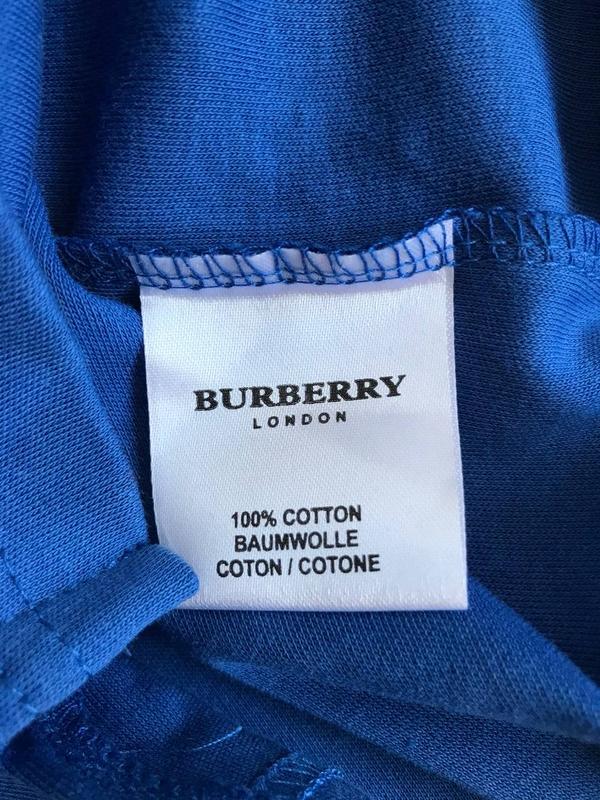 BURBERRY
LONDON
100% COTTON
BAUMWOLLE
COTON / COTONE